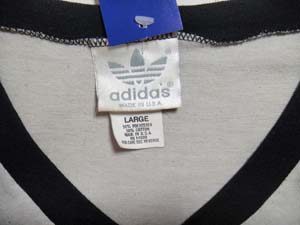 adidas
MADE IN U.S.A.
LARGE
50% POLYESTER
50% COTTON
MADE IN U.S.A.